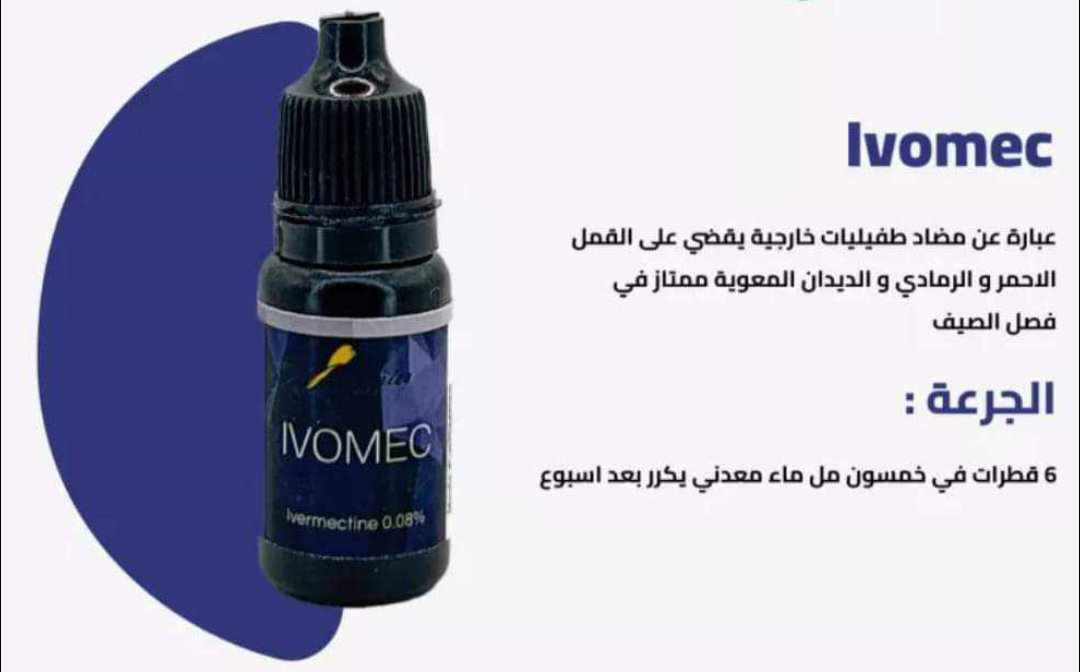 Ivomec
عبارة عن مضاد طفيليات خارجية يقضي على القمل
الاحمر و الرمادي و الديدان المعوية ممتاز في
فصل الصيف
الجرعة :
6 قطرات في خمسون مل ماء معدني يكرر بعد اسبوع
IVOMEC
Ivermectine 0.08%